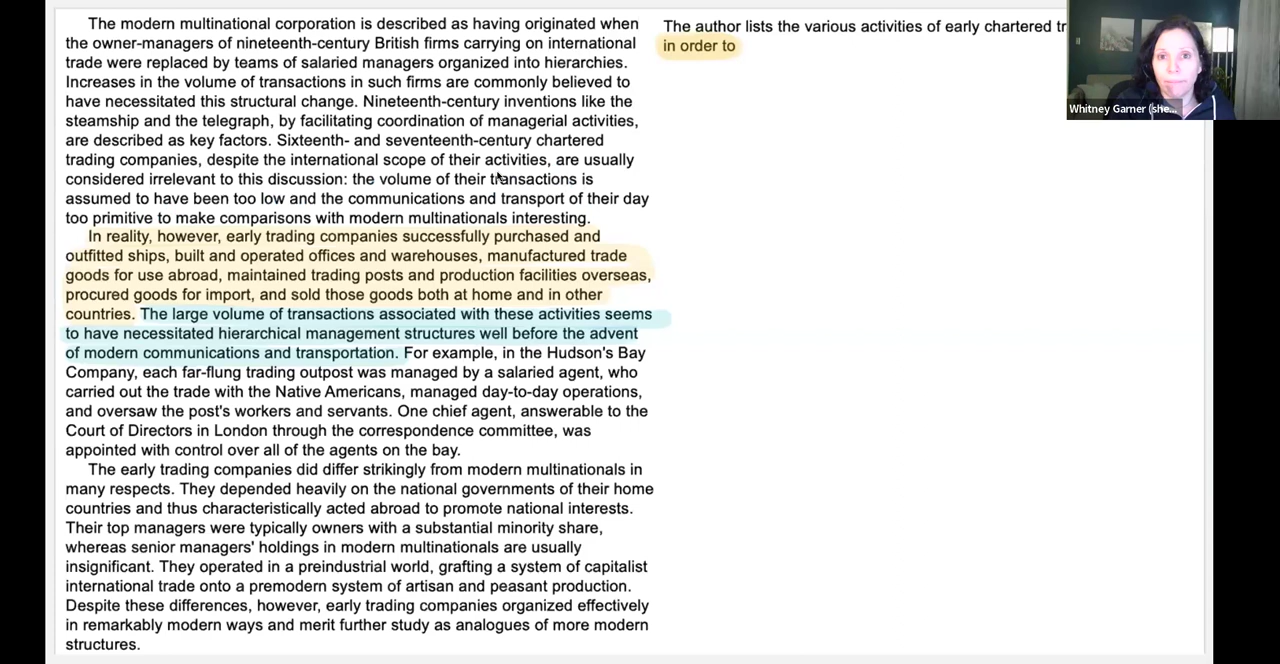 The modern multinational corporation is described as having originated when
the owner-managers of nineteenth-century British firms carrying on international
trade were replaced by teams of salaried managers organized into hierarchies.
Increases in the volume of transactions in such firms are commonly believed to
have necessitated this structural change. Nineteenth-century inventions like the
steamship and the telegraph, by facilitating coordination of managerial activities,
are described as key factors. Sixteenth- and seventeenth-century chartered
trading companies, despite the international scope of their activities, are usually
considered irrelevant to this discussion: the volume of their transactions is
assumed to have been too low and the communications and transport of their day
too primitive to make comparisons with modern multinationals interesting.
In reality, however, early trading companies successfully purchased and
outfitted ships, built and operated offices and warehouses, manufactured trade
goods for use abroad, maintained trading posts and production facilities overseas,
procured goods for import, and sold those goods both at home and in other
countries. The large volume of transactions associated with these activities seems
to have necessitated hierarchical management structures well before the advent
of modern communications and transportation. For example, in the Hudson's Bay
Company, each far-flung trading outpost was managed by a salaried agent, who
carried out the trade with the Native Americans, managed day-to-day operations,
and oversaw the post's workers and servants. One chief agent, answerable to the
Court of Directors in London through the correspondence committee, was
appointed with control over all of the agents on the bay.
The early trading companies did differ strikingly from modern multinationals in
many respects. They depended heavily on the national governments of their home
countries and thus characteristically acted abroad to promote national interests.
Their top managers were typically owners with a substantial minority share,
whereas senior managers' holdings in modern multinationals are usually
insignificant. They operated in a preindustrial world, grafting a system of capitalist
international trade onto a premodern system of artisan and peasant production.
Despite these differences, however, early trading companies organized effectively
in remarkably modern ways and merit further study as analogues of more modern
structures.
The author lists the various activities of early chartered tr
in order to
Whitney Garner (she...